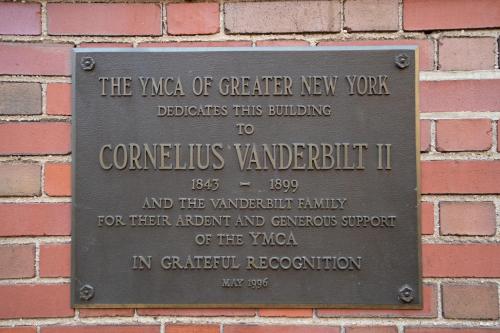 THE YMCA OF GREATER NEW YORK
DEDICATES THIS BUILDING
TO
CORNELIUS VANDERBILT II
1843 – 1899
AND THE VANDERBILT FAMILY
FOR THEIR ARDENT AND GENEROUS SUPPORT
OF THE YMCA
IN GRATEFUL RECOGNITION
MAY 1996